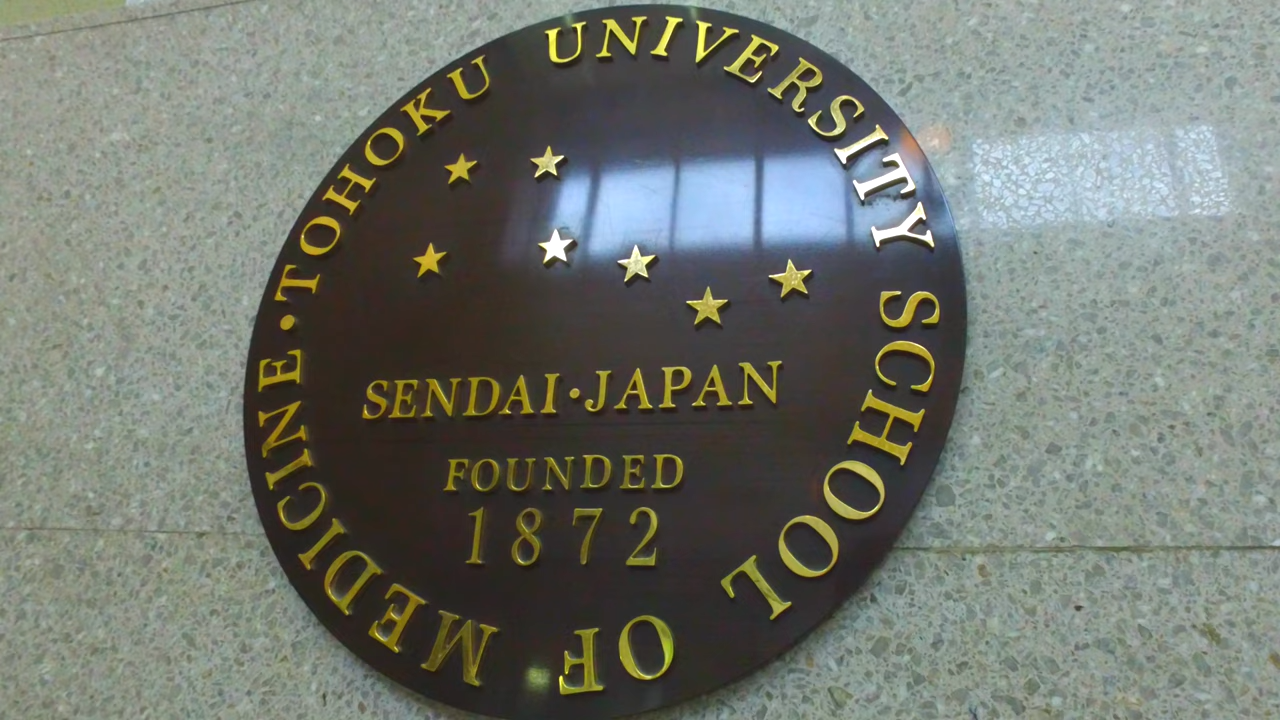 TOHOKU UNIVERSITY SCHOOL OF MEDICINE·
SENDAI·JAPAN
FOUNDED
1872